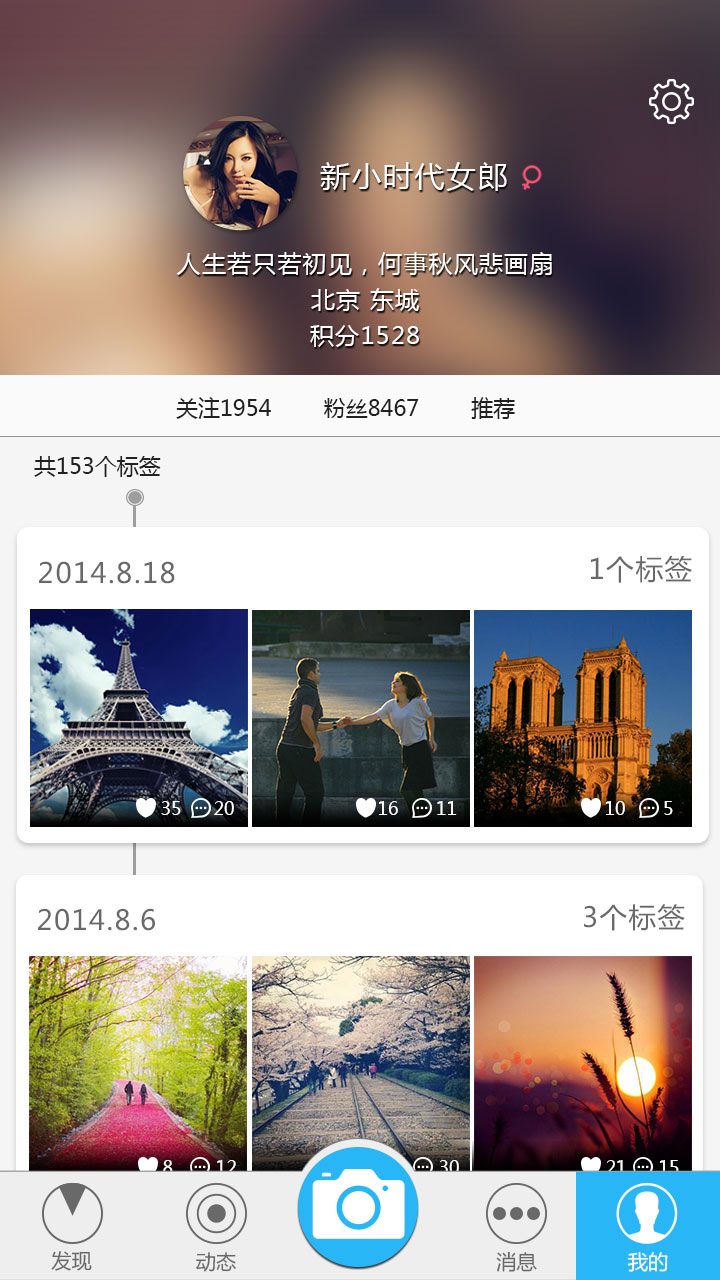 新小时代女郎
人生若只若初见，何事秋风悲画扇
北京 东城
积分1528
关注1954 粉丝8467 推荐
共153个标签
2014.8.18 1个标签
35 20 16 11 10 5
2014.8.6 3个标签
8 12 30 21 15
发现 动态 消息 我的